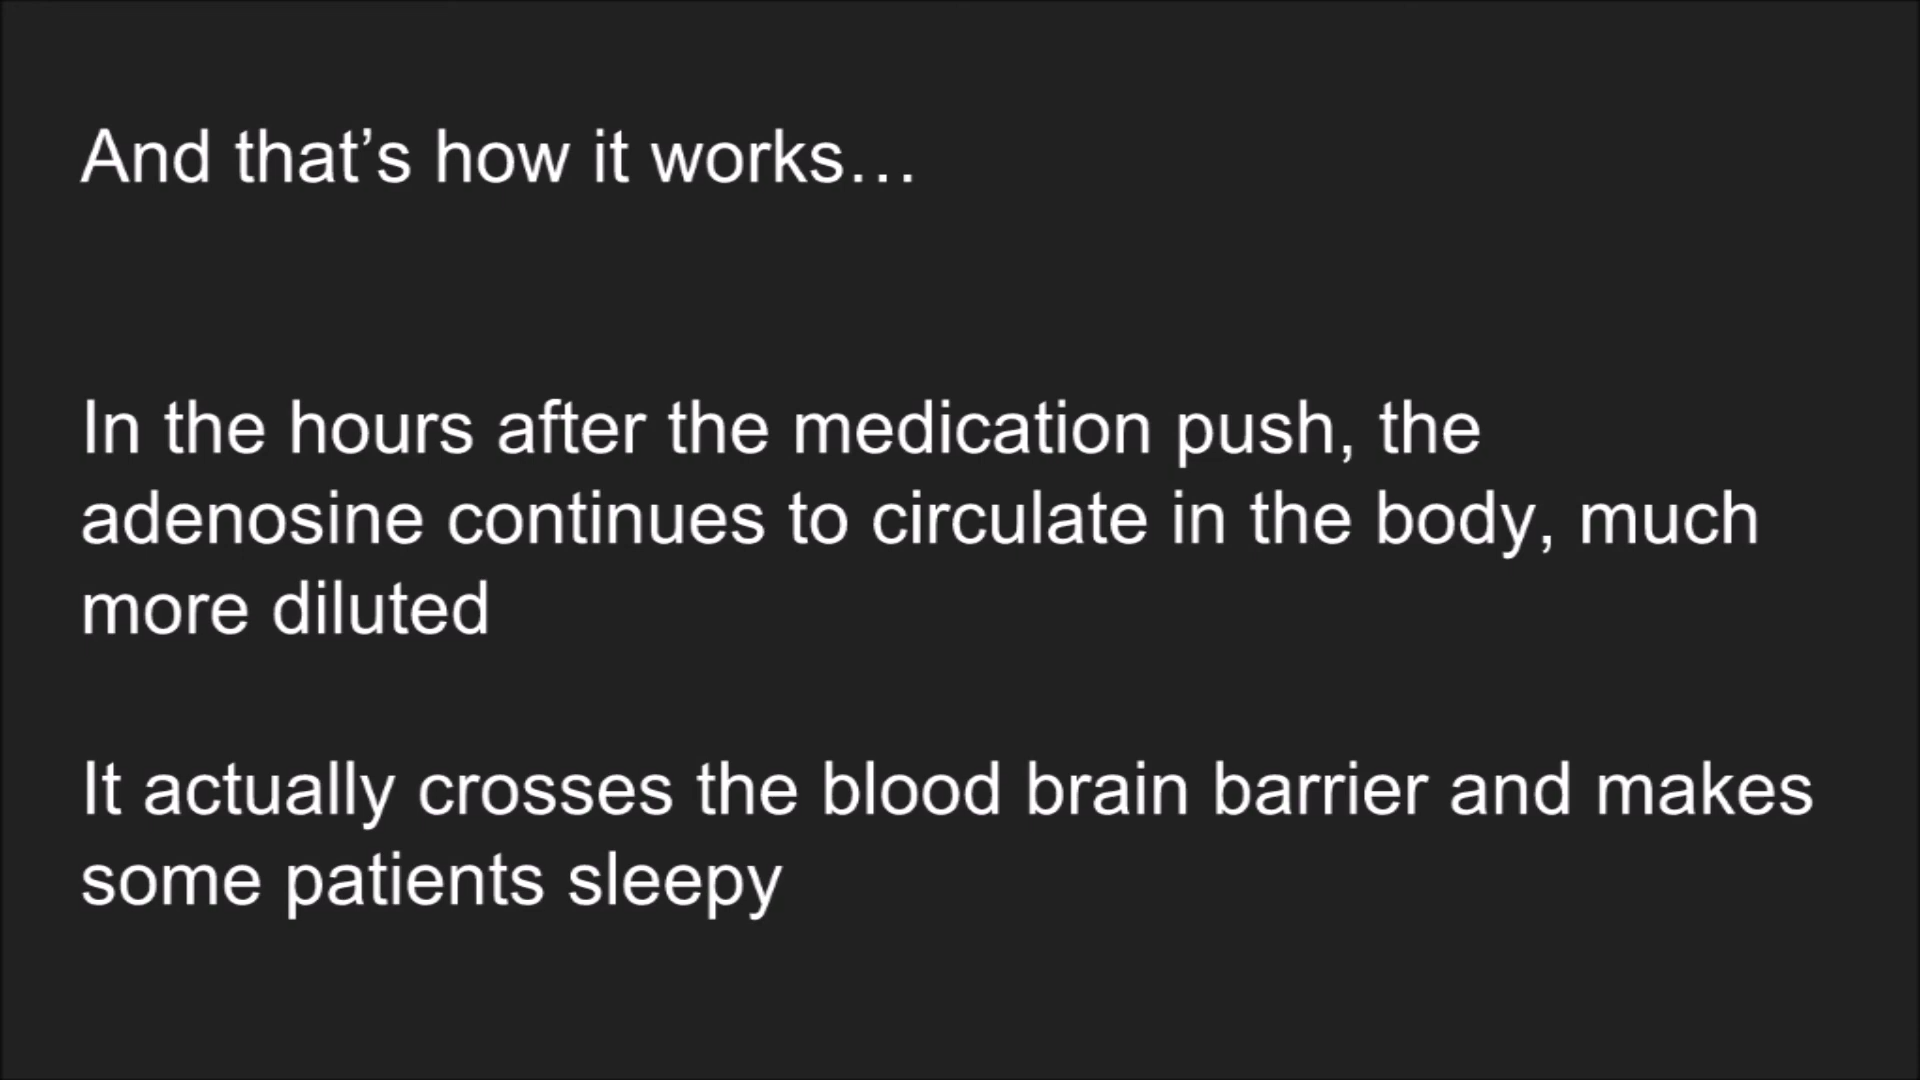 And that’s how it works…
In the hours after the medication push, the
adenosine continues to circulate in the body, much
more diluted
It actually crosses the blood brain barrier and makes
some patients sleepy